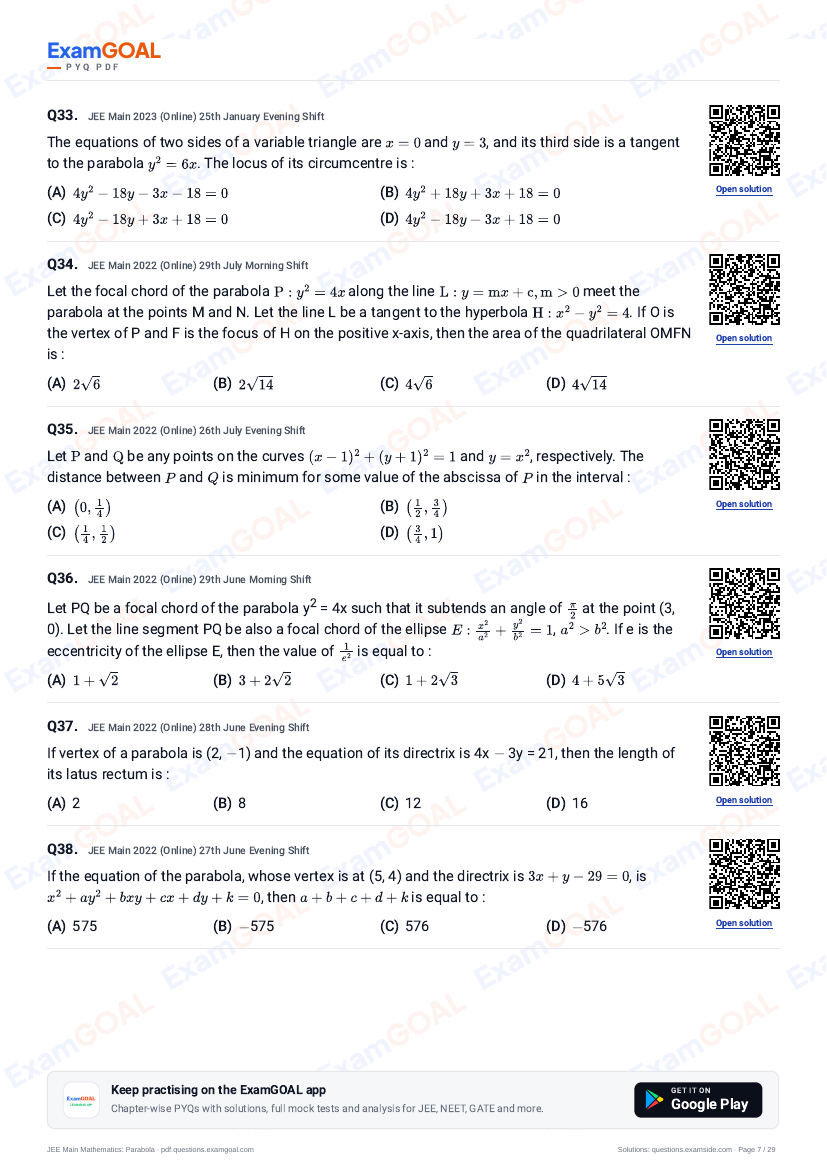 ExamGOAL
PYQ PDF
Q33. JEE Main 2023 (Online) 25th January Evening Shift
The equations of two sides of a variable triangle are x = 0 and y = 3, and its third side is a tangent
to the parabola y² = 6x. The locus of its circumcentre is :
(A) 4y² − 18y − 3x − 18 = 0 (B) 4y² + 18y + 3x + 18 = 0
(C) 4y² − 18y + 3x + 18 = 0 (D) 4y² − 18y − 3x + 18 = 0
Open solution
Q34. JEE Main 2022 (Online) 29th July Morning Shift
Let the focal chord of the parabola P : y² = 4x along the line L : y = mx + c, m > 0 meet the
parabola at the points M and N. Let the line L be a tangent to the hyperbola H : x² − y² = 4. If O is
the vertex of P and F is the focus of H on the positive x-axis, then the area of the quadrilateral OMFN
is :
(A) 2√6 (B) 2√14 (C) 4√6 (D) 4√14
Open solution
Q35. JEE Main 2022 (Online) 26th July Evening Shift
Let P and Q be any points on the curves (x − 1)² + (y + 1)² = 1 and y = x², respectively. The
distance between P and Q is minimum for some value of the abscissa of P in the interval :
(A) (0, 1/4) (B) (1/2, 3/4)
(C) (1/4, 1/2) (D) (3/4, 1)
Open solution
Q36. JEE Main 2022 (Online) 29th June Morning Shift
Let PQ be a focal chord of the parabola y² = 4x such that it subtends an angle of π/2 at the point (3,
0). Let the line segment PQ be also a focal chord of the ellipse E : x²/a² + y²/b² = 1, a² > b². If e is the
eccentricity of the ellipse E, then the value of 1/e² is equal to :
(A) 1 + √2 (B) 3 + 2√2 (C) 1 + 2√3 (D) 4 + 5√3
Open solution
Q37. JEE Main 2022 (Online) 28th June Evening Shift
If vertex of a parabola is (2, −1) and the equation of its directrix is 4x − 3y = 21, then the length of
its latus rectum is :
(A) 2 (B) 8 (C) 12 (D) 16
Open solution
Q38. JEE Main 2022 (Online) 27th June Evening Shift
If the equation of the parabola, whose vertex is at (5, 4) and the directrix is 3x + y − 29 = 0, is
x² + ay² + bxy + cx + dy + k = 0, then a + b + c + d + k is equal to :
(A) 575 (B) −575 (C) 576 (D) −576
Open solution
ExamGOAL
Keep practising on the ExamGOAL app
Chapter-wise PYQs with solutions, full mock tests and analysis for JEE, NEET, GATE and more.
GET IT ON
Google Play
JEE Main Mathematics: Parabola · pdf.questions.examgoal.com
Solutions: questions.examside.com · Page 7 / 29